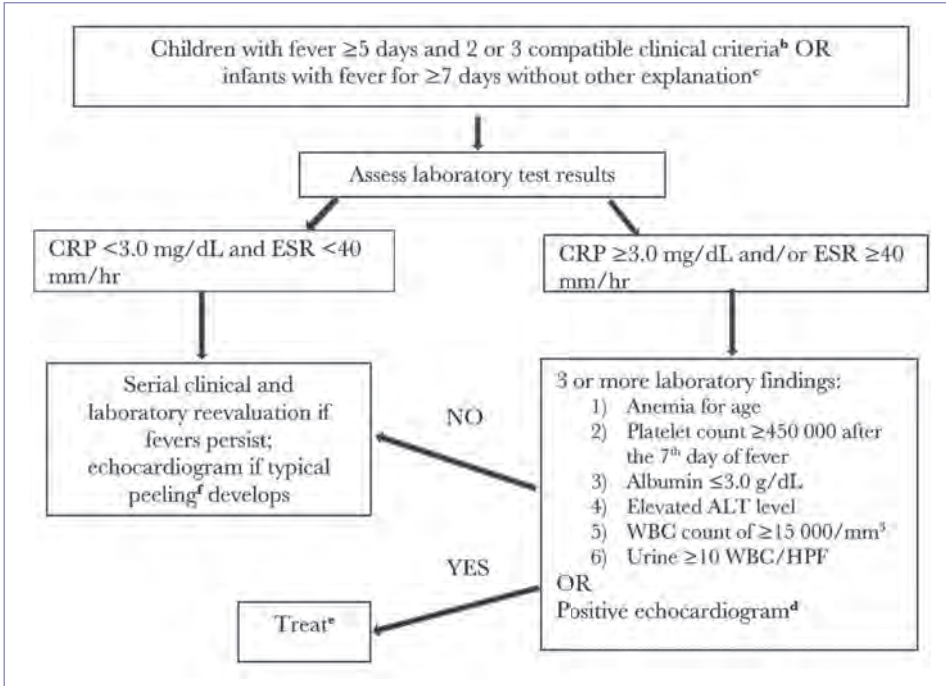 Children with fever ≥5 days and 2 or 3 compatible clinical criteriaᵇ OR
infants with fever for ≥7 days without other explanationᶜ
Assess laboratory test results
CRP <3.0 mg/dL and ESR <40
mm/hr
CRP ≥3.0 mg/dL and/or ESR ≥40
mm/hr
Serial clinical and
laboratory reevaluation if
fevers persist;
echocardiogram if typical
peelingᶠ develops
NO
3 or more laboratory findings:
1) Anemia for age
2) Platelet count ≥450 000 after
the 7ᵗʰ day of fever
3) Albumin ≤3.0 g/dL
4) Elevated ALT level
5) WBC count of ≥15 000/mm³
6) Urine ≥10 WBC/HPF
OR
Positive echocardiogramᵈ
YES
Treatᵉ